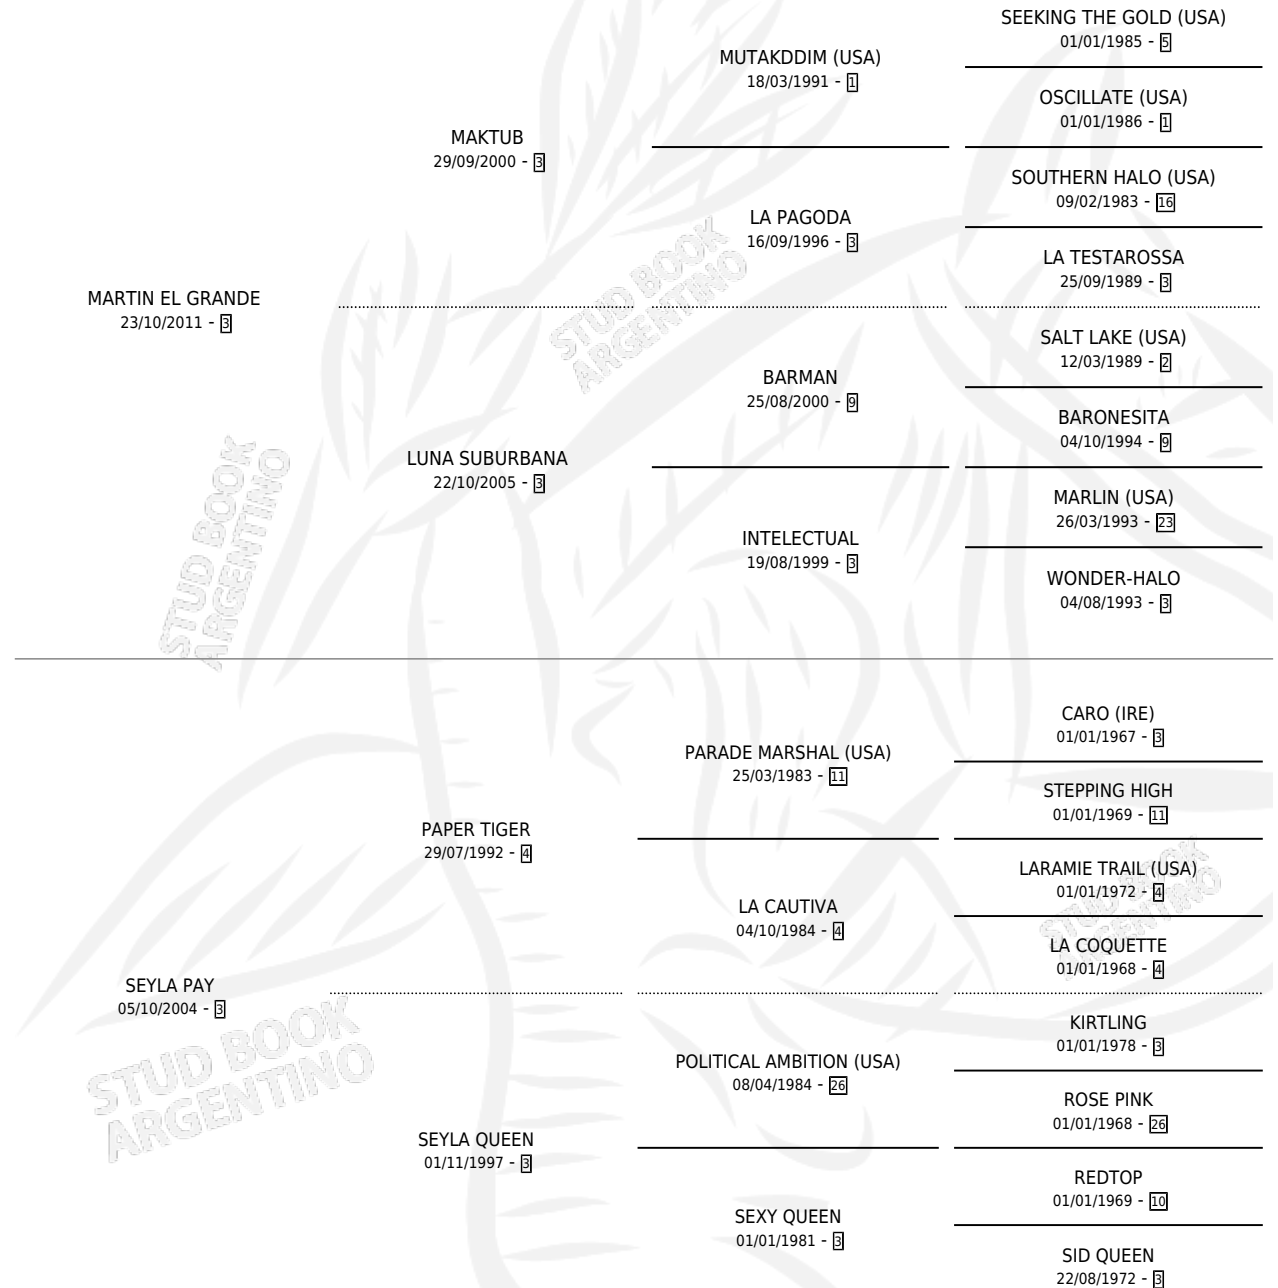 SEEKING THE GOLD (USA)
01/01/1985 - 5
MUTAKDDIM (USA)
18/03/1991 - 1
OSCILLATE (USA)
01/01/1986 - 1
MAKTUB
29/09/2000 - 3
SOUTHERN HALO (USA)
09/02/1983 - 16
LA PAGODA
16/09/1996 - 3
LA TESTAROSSA
25/09/1989 - 3
MARTIN EL GRANDE
23/10/2011 - 3
STUD BOOK
ARGENTINO
SALT LAKE (USA)
12/03/1989 - 2
BARMAN
25/08/2000 - 9
BARONESITA
04/10/1994 - 9
LUNA SUBURBANA
22/10/2005 - 3
MARLIN (USA)
26/03/1993 - 23
INTELECTUAL
19/08/1999 - 3
WONDER-HALO
04/08/1993 - 3
STUD BOOK
ARGENTINO
CARO (IRE)
01/01/1967 - 3
PARADE MARSHAL (USA)
25/03/1983 - 11
STEPPING HIGH
01/01/1969 - 11
PAPER TIGER
29/07/1992 - 4
LARAMIE TRAIL (USA)
01/01/1972 - 4
LA CAUTIVA
04/10/1984 - 4
STUD BOOK
ARGENTINO
LA COQUETTE
01/01/1968 - 4
SEYLA PAY
05/10/2004 - 3
STUD BOOK
ARGENTINO
KIRTLING
01/01/1978 - 3
POLITICAL AMBITION (USA)
08/04/1984 - 26
ROSE PINK
01/01/1968 - 26
SEYLA QUEEN
01/11/1997 - 3
REDTOP
01/01/1969 - 10
SEXY QUEEN
01/01/1981 - 3
SID QUEEN
22/08/1972 - 3